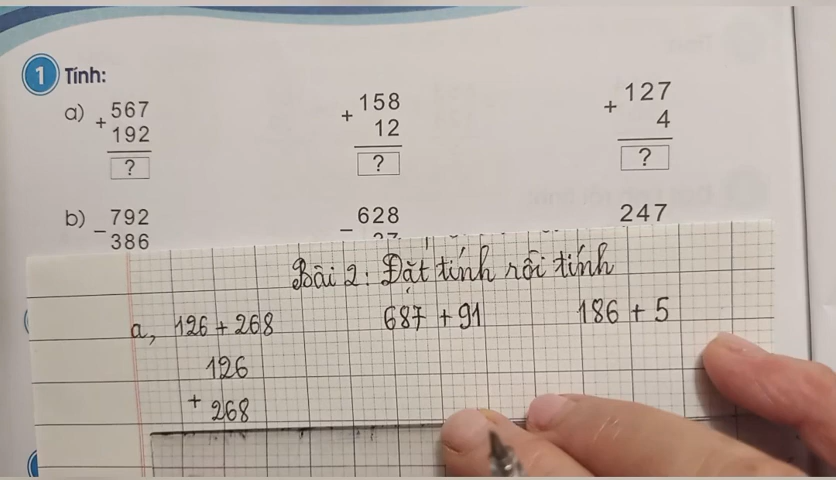 1 Tính:
a) + 567 + 158 + 127
192 12 4
? ? ?
b) - 792 - 628 247
386
Bài 2: Đặt tính rồi tính
a, 126 + 268 687 + 91 186 + 5
126
+ 268